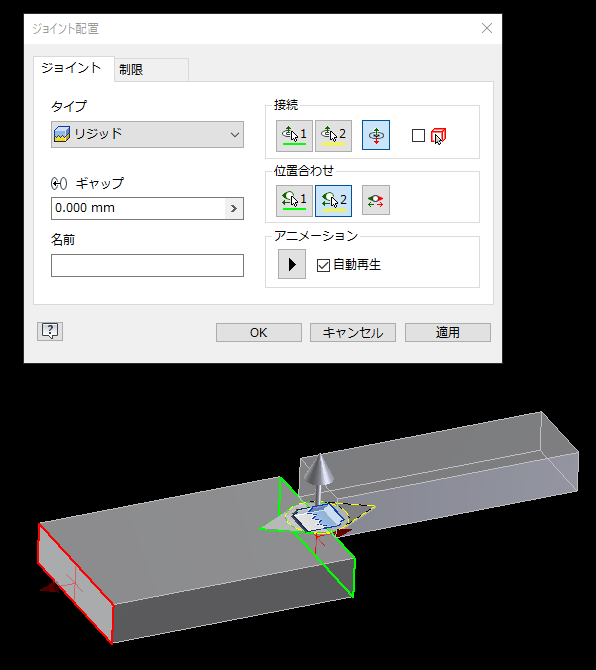 ジョイント配置
ジョイント
制限
タイプ
リジッド
ギャップ
0.000 mm
名前
接続
1
2
位置合わせ
1
2
アニメーション
自動再生
?
OK
キャンセル
適用